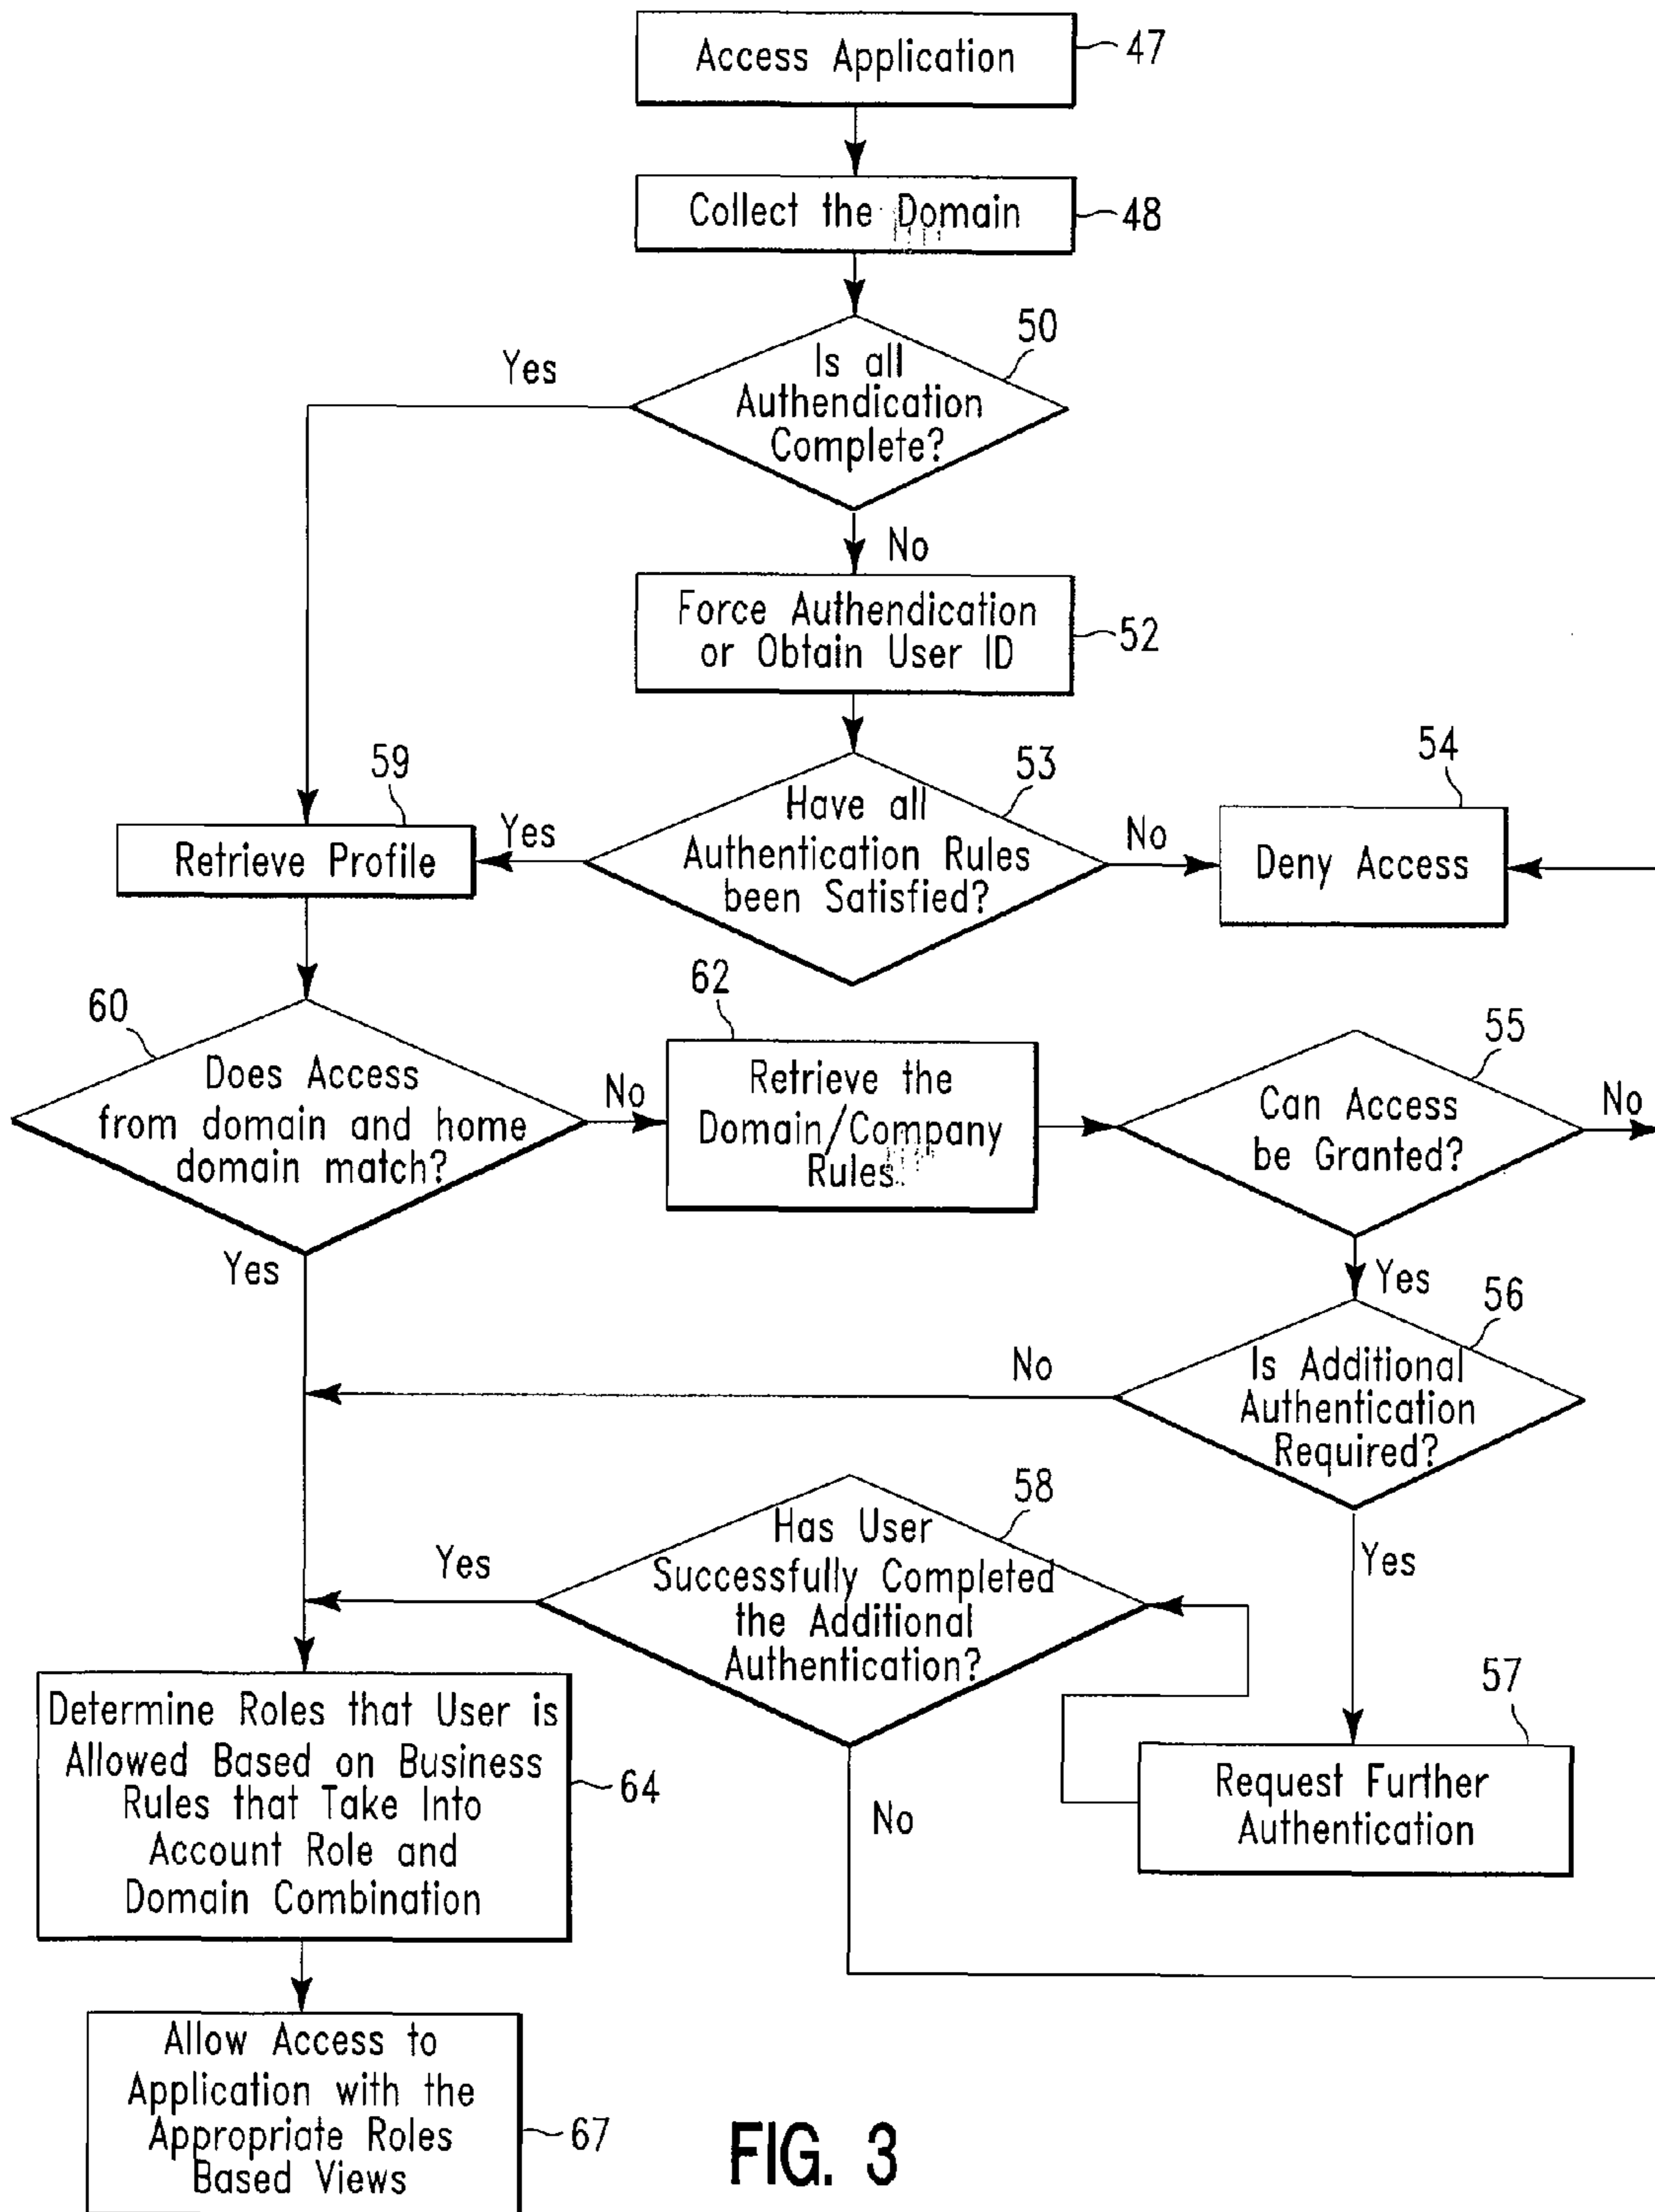 Access Application
47
Collect the Domain
48
50
Is all
Authendication
Complete?
Yes
No
Force Authendication
or Obtain User ID
52
59
Retrieve Profile
Yes
53
Have all
Authentication Rules
been Satisfied?
No
54
Deny Access
60
Does Access
from domain and home
domain match?
No
Yes
62
Retrieve the
Domain/Company
Rules
55
Can Access
be Granted?
No
Yes
56
Is Additional
Authentication
Required?
No
Yes
58
Has User
Successfully Completed
the Additional
Authentication?
Yes
No
57
Request Further
Authentication
Determine Roles that User is
Allowed Based on Business
Rules that Take Into
Account Role and
Domain Combination
64
Allow Access to
Application with the
Appropriate Roles
Based Views
67
FIG. 3